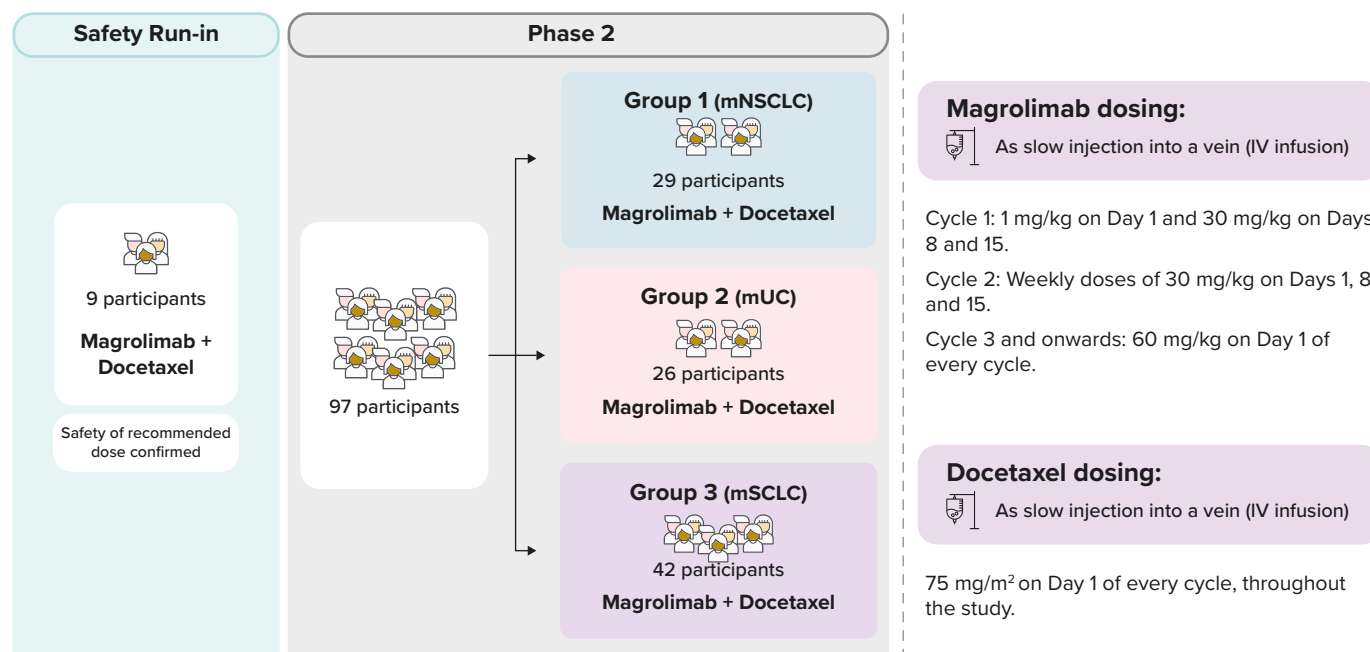 Safety Run-in
9 participants
Magrolimab +
Docetaxel
Safety of recommended
dose confirmed
Phase 2
97 participants
Group 1 (mNSCLC)
29 participants
Magrolimab + Docetaxel
Group 2 (mUC)
26 participants
Magrolimab + Docetaxel
Group 3 (mSCLC)
42 participants
Magrolimab + Docetaxel
Magrolimab dosing:
As slow injection into a vein (IV infusion)
Cycle 1: 1 mg/kg on Day 1 and 30 mg/kg on Days
8 and 15.
Cycle 2: Weekly doses of 30 mg/kg on Days 1, 8
and 15.
Cycle 3 and onwards: 60 mg/kg on Day 1 of
every cycle.
Docetaxel dosing:
As slow injection into a vein (IV infusion)
75 mg/m² on Day 1 of every cycle, throughout
the study.